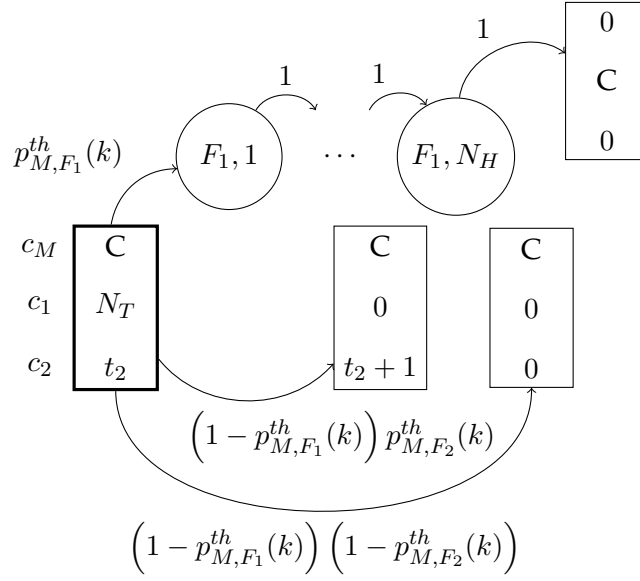 0
C
0
1
1
1
p^{th}_{M,F_1}(k)
F_1, 1
...
F_1, N_H
c_M C C C
c_1 N_T 0 0
c_2 t_2 t_2 + 1 0
(1 − p^{th}_{M,F_1}(k)) p^{th}_{M,F_2}(k)
(1 − p^{th}_{M,F_1}(k)) (1 − p^{th}_{M,F_2}(k))